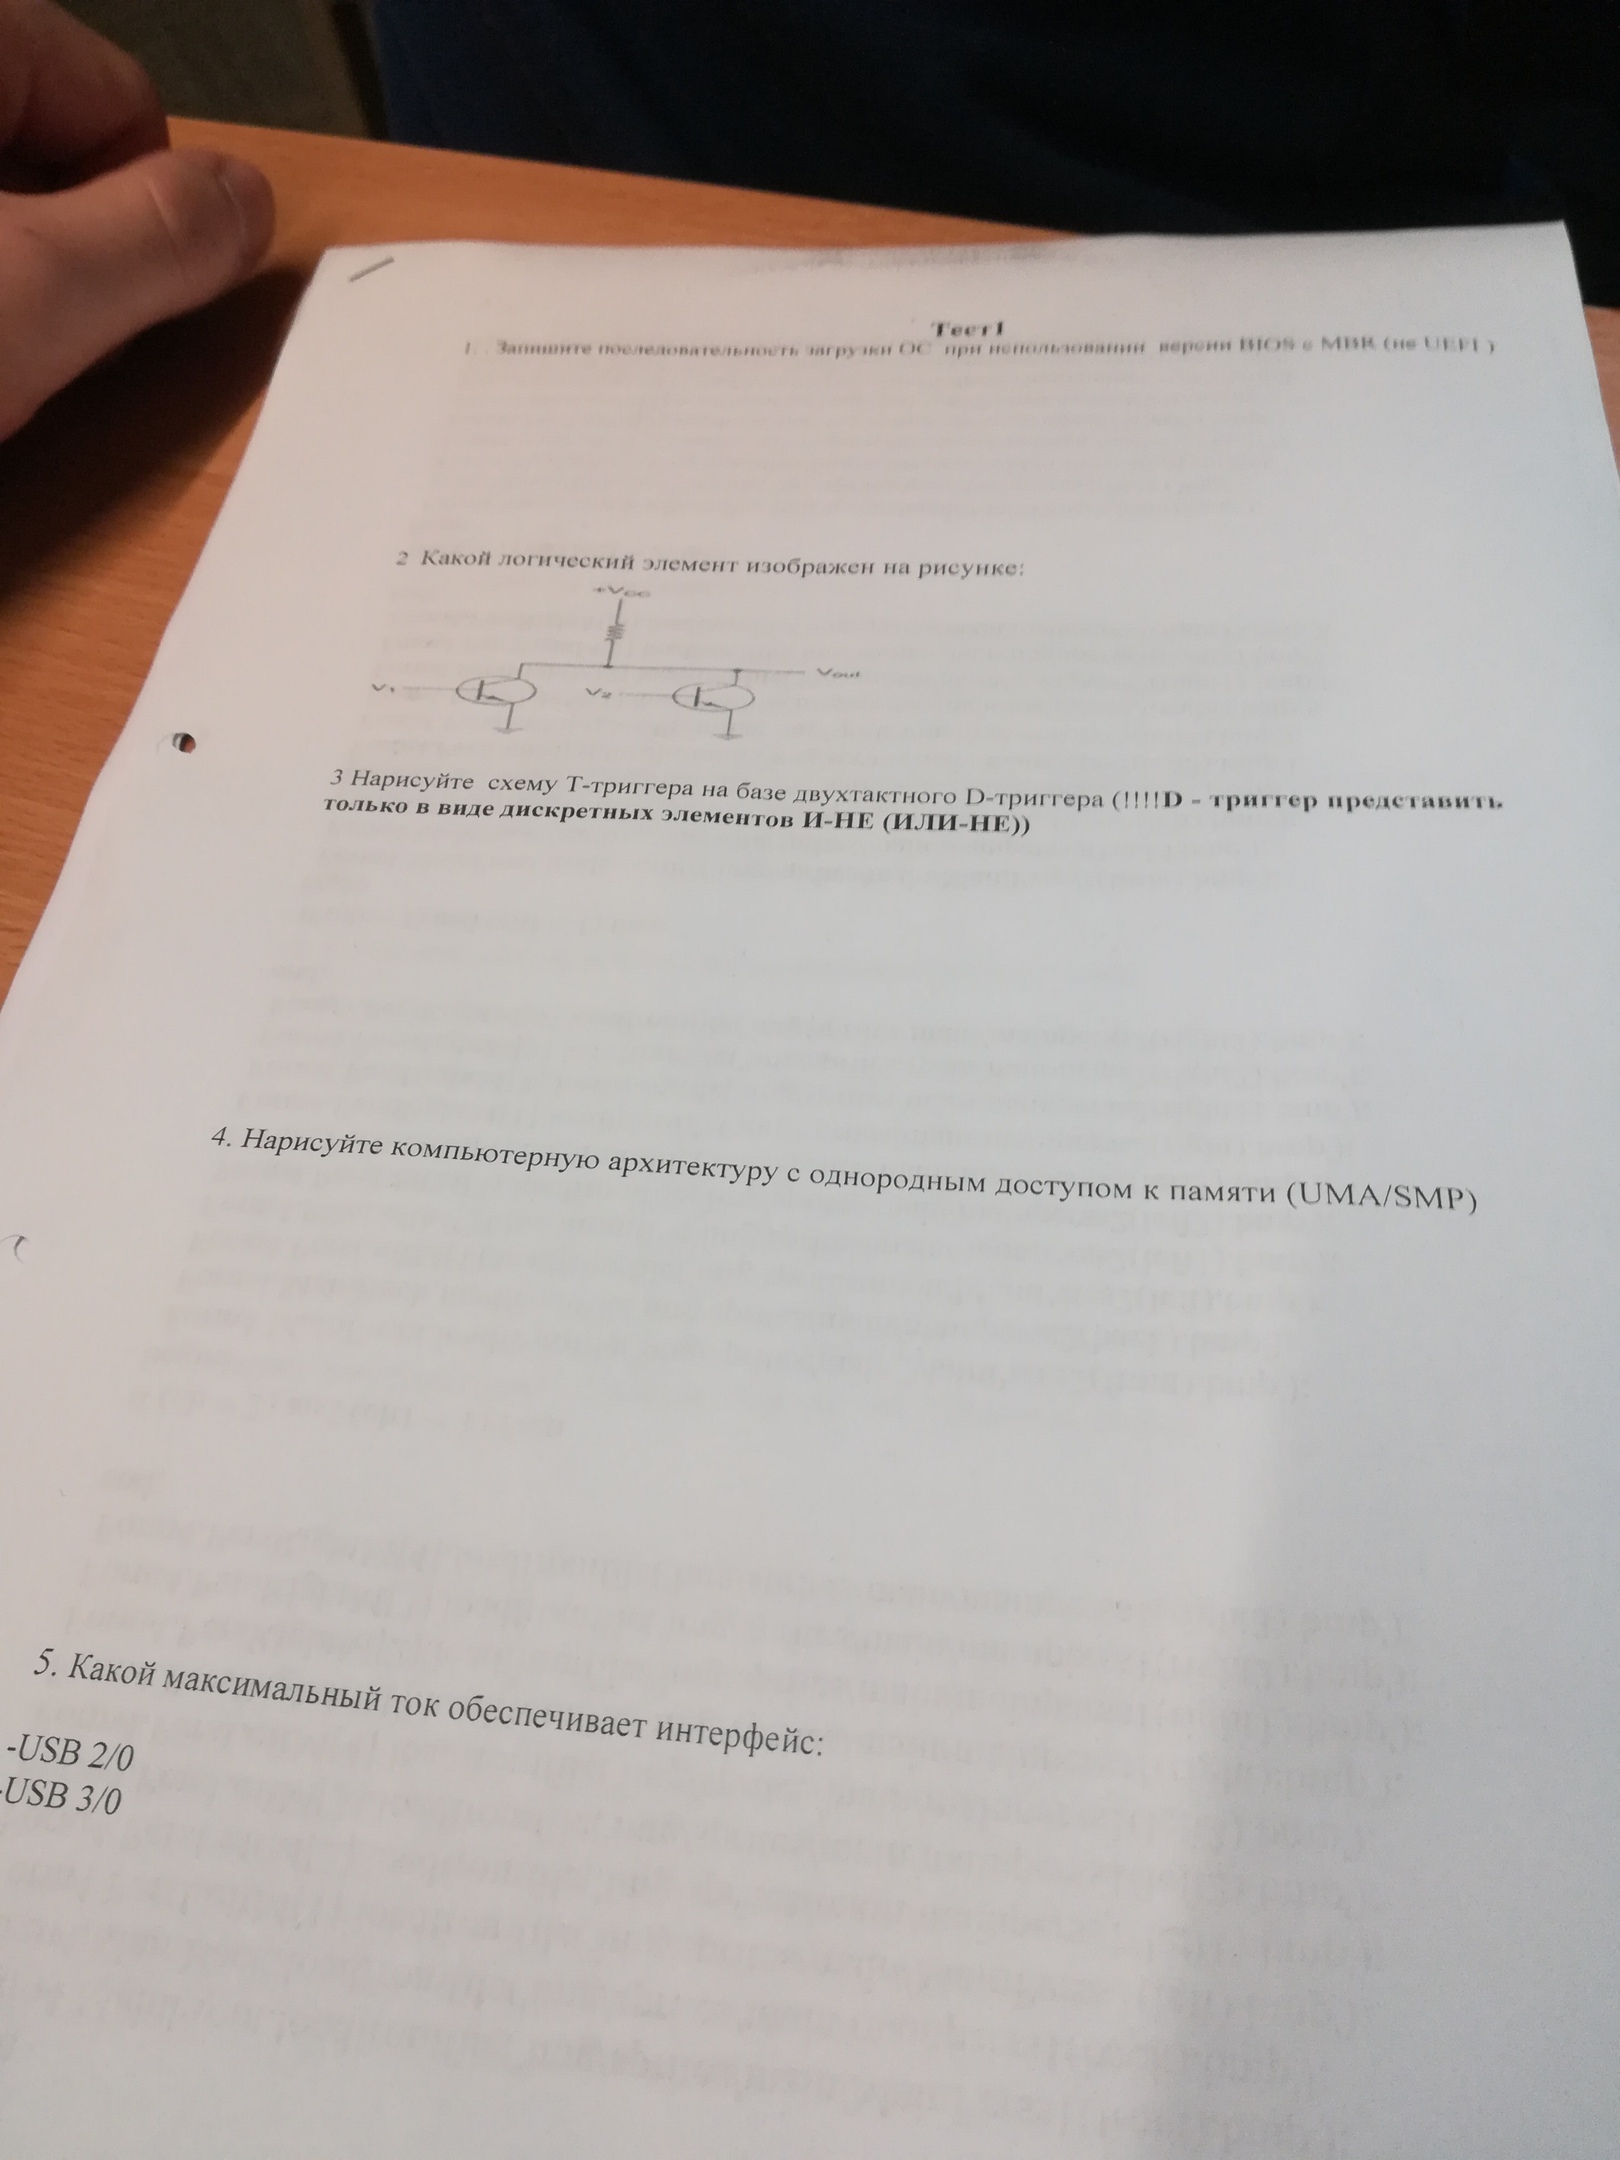 Тест1
1. Запишите последовательность загрузки ОС при использовании версии BIOS с MBR (не UEFI )
2 Какой логический элемент изображен на рисунке:
+VCC
Vout
V1
V2
3 Нарисуйте схему Т-триггера на базе двухтактного D-триггера (!!!!D - триггер представить
только в виде дискретных элементов И-НЕ (ИЛИ-НЕ))
4. Нарисуйте компьютерную архитектуру с однородным доступом к памяти (UMA/SMP)
5. Какой максимальный ток обеспечивает интерфейс:
-USB 2/0
-USB 3/0